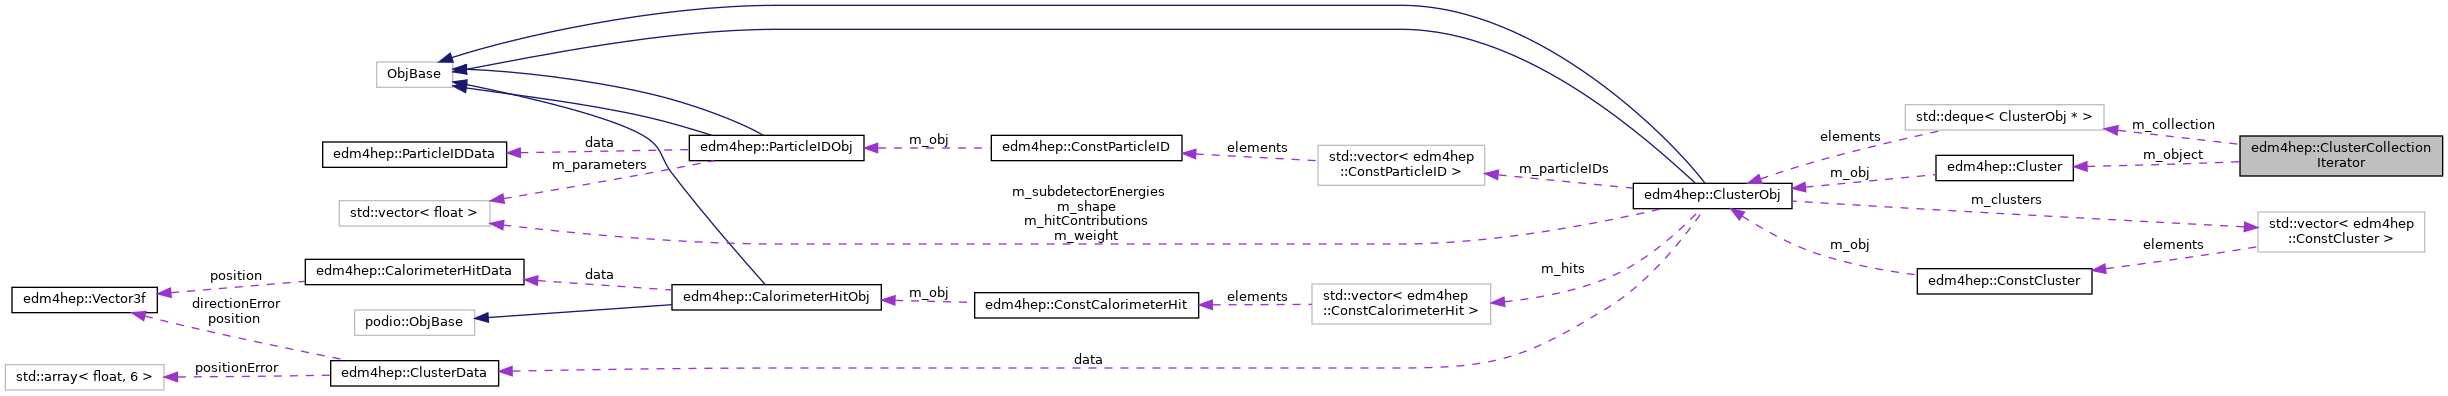 ObjBase
edm4hep::ParticleIDData
data
edm4hep::ParticleIDObj
m_obj
edm4hep::ConstParticleID
elements
std::vector< edm4hep
::ConstParticleID >
m_particleIDs
edm4hep::ClusterObj
elements
std::deque< ClusterObj * >
m_collection
edm4hep::ClusterCollection
Iterator
m_object
edm4hep::Cluster
m_obj
m_clusters
std::vector< edm4hep
::ConstCluster >
elements
edm4hep::ConstCluster
m_obj
m_parameters
std::vector< float >
m_subdetectorEnergies
m_shape
m_hitContributions
m_weight
m_hits
std::vector< edm4hep
::ConstCalorimeterHit >
elements
edm4hep::ConstCalorimeterHit
m_obj
edm4hep::CalorimeterHitObj
data
edm4hep::CalorimeterHitData
position
edm4hep::Vector3f
directionError
position
podio::ObjBase
data
edm4hep::ClusterData
positionError
std::array< float, 6 >